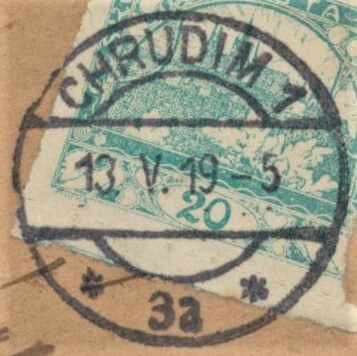 CHRUDIM 1
13. V. 19 - 5
20
* 3a *